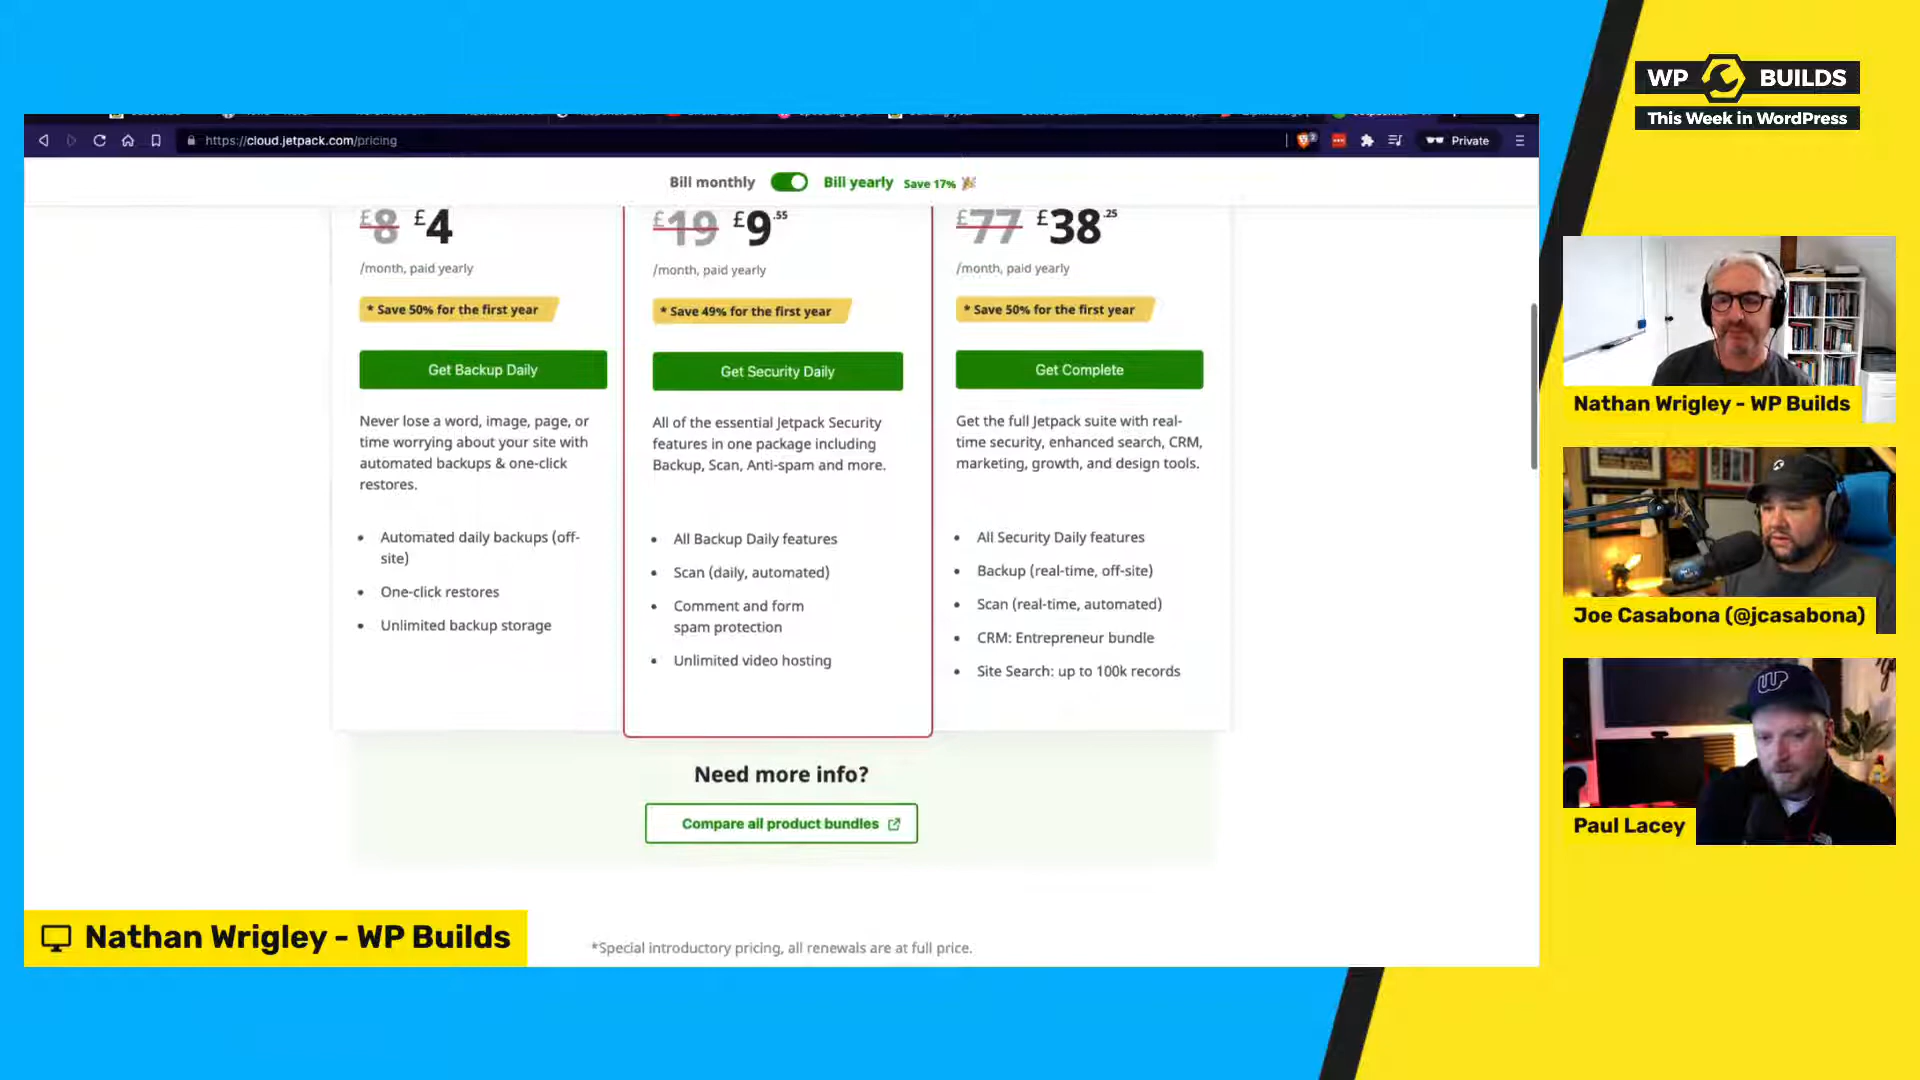 WP BUILDS
This Week in WordPress
https://cloud.jetpack.com/pricing
Private
Bill monthly
Bill yearly
Save 17%
£8 £4
/month, paid yearly
* Save 50% for the first year
Get Backup Daily
Never lose a word, image, page, or
time worrying about your site with
automated backups & one-click
restores.
Automated daily backups (off-
site)
One-click restores
Unlimited backup storage
£19 £9.55
/month, paid yearly
* Save 49% for the first year
Get Security Daily
All of the essential Jetpack Security
features in one package including
Backup, Scan, Anti-spam and more.
All Backup Daily features
Scan (daily, automated)
Comment and form
spam protection
Unlimited video hosting
£77 £38.25
/month, paid yearly
* Save 50% for the first year
Get Complete
Get the full Jetpack suite with real-
time security, enhanced search, CRM,
marketing, growth, and design tools.
All Security Daily features
Backup (real-time, off-site)
Scan (real-time, automated)
CRM: Entrepreneur bundle
Site Search: up to 100k records
Need more info?
Compare all product bundles
*Special introductory pricing, all renewals are at full price.
Nathan Wrigley - WP Builds
Nathan Wrigley - WP Builds
Joe Casabona (@jcasabona)
Paul Lacey